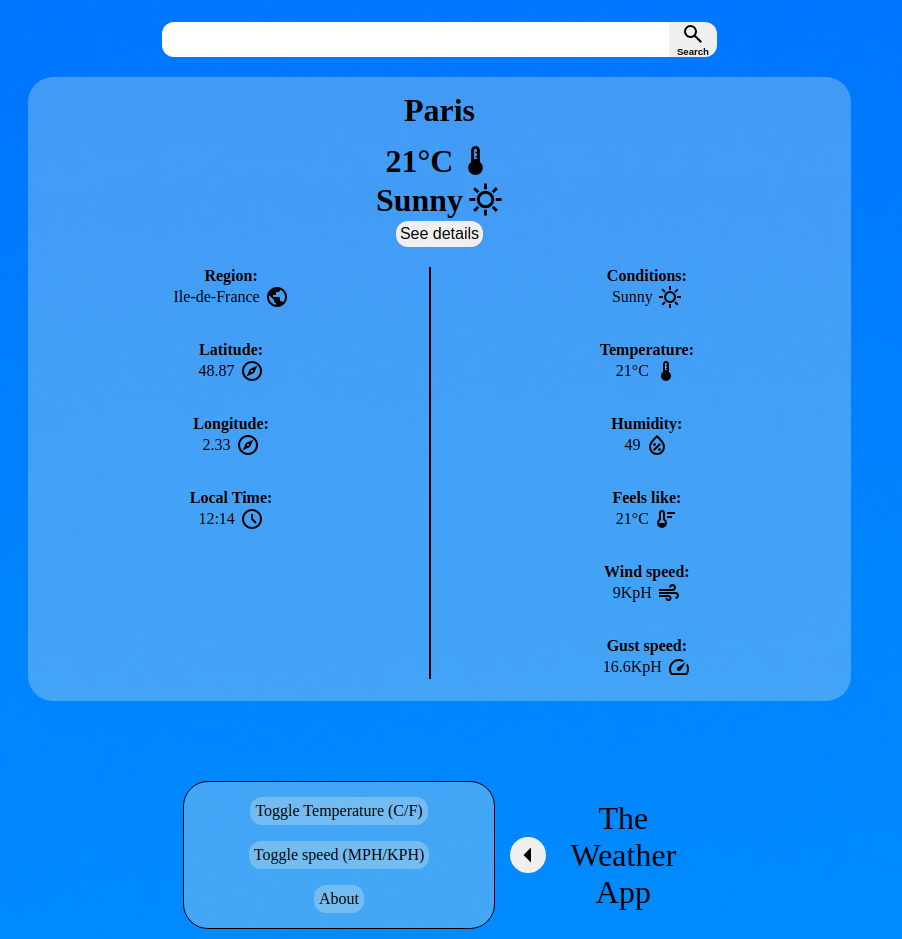 Search
Paris
21°C
Sunny
See details
Region:
Ile-de-France
Latitude:
48.87
Longitude:
2.33
Local Time:
12:14
Conditions:
Sunny
Temperature:
21°C
Humidity:
49
Feels like:
21°C
Wind speed:
9KpH
Gust speed:
16.6KpH
Toggle Temperature (C/F)
Toggle speed (MPH/KPH)
About
The
Weather
App